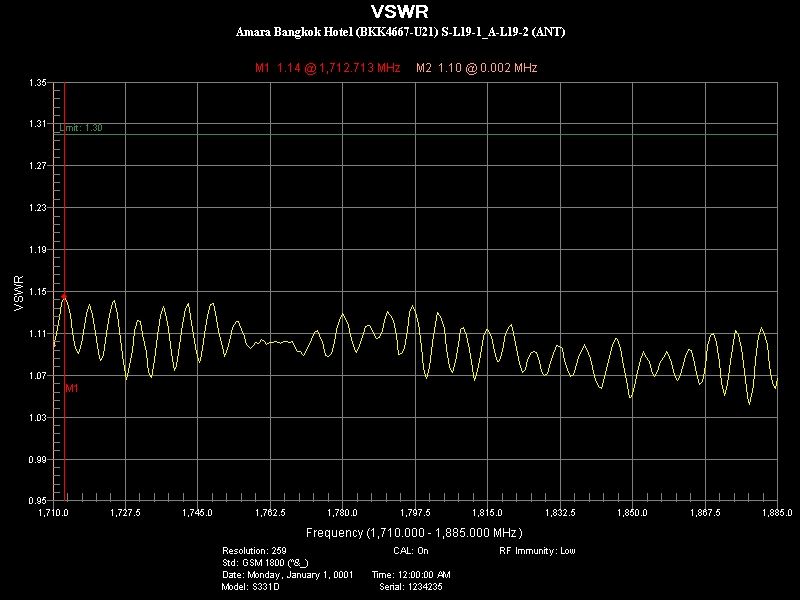 VSWR
Amara Bangkok Hotel (BKK4667-U21) S-L19-1_A-L19-2 (ANT)
M1 1.14 @ 1,712.713 MHz M2 1.10 @ 0.002 MHz
1.35
1.31
Limit: 1.30
1.27
1.23
1.19
1.15
VSWR
1.11
1.07
M1
1.03
0.99
0.95
1,710.0 1,727.5 1,745.0 1,762.5 1,780.0 1,797.5 1,815.0 1,832.5 1,850.0 1,867.5 1,885.0
Frequency (1,710.000 - 1,885.000 MHz )
Resolution: 259 CAL: On RF Immunity: Low
Std: GSM 1800 (^&_)
Date: Monday, January 1, 0001 Time: 12:00:00 AM
Model: S331D Serial: 1234235